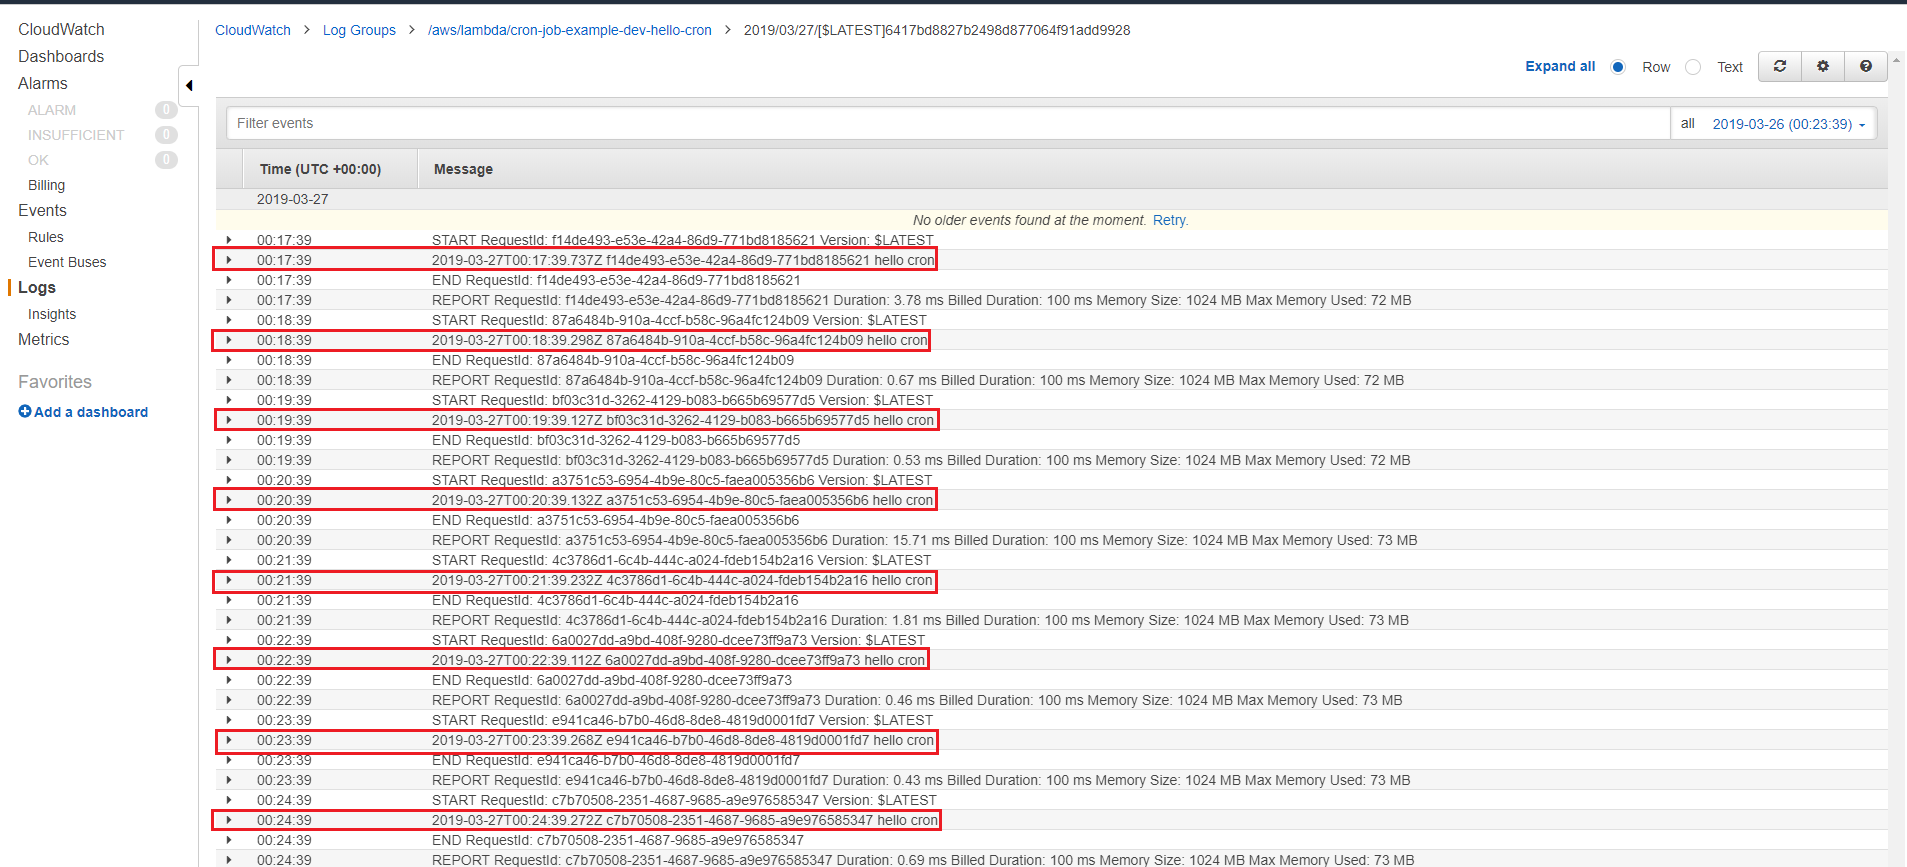 CloudWatch
Dashboards
Alarms
ALARM 0
INSUFFICIENT 0
OK 0
Billing
Events
Rules
Event Buses
Logs
Insights
Metrics
Favorites
Add a dashboard
CloudWatch > Log Groups > /aws/lambda/cron-job-example-dev-hello-cron > 2019/03/27/[$LATEST]6417bd8827b2498d877064f91add9928
Expand all Row Text
Filter events all 2019-03-26 (00:23:39)
Time (UTC +00:00) Message
2019-03-27
No older events found at the moment. Retry.
00:17:39 START RequestId: f14de493-e53e-42a4-86d9-771bd8185621 Version: $LATEST
00:17:39 2019-03-27T00:17:39.737Z f14de493-e53e-42a4-86d9-771bd8185621 hello cron
00:17:39 END RequestId: f14de493-e53e-42a4-86d9-771bd8185621
00:17:39 REPORT RequestId: f14de493-e53e-42a4-86d9-771bd8185621 Duration: 3.78 ms Billed Duration: 100 ms Memory Size: 1024 MB Max Memory Used: 72 MB
00:18:39 START RequestId: 87a6484b-910a-4ccf-b58c-96a4fc124b09 Version: $LATEST
00:18:39 2019-03-27T00:18:39.298Z 87a6484b-910a-4ccf-b58c-96a4fc124b09 hello cron
00:18:39 END RequestId: 87a6484b-910a-4ccf-b58c-96a4fc124b09
00:18:39 REPORT RequestId: 87a6484b-910a-4ccf-b58c-96a4fc124b09 Duration: 0.67 ms Billed Duration: 100 ms Memory Size: 1024 MB Max Memory Used: 72 MB
00:19:39 START RequestId: bf03c31d-3262-4129-b083-b665b69577d5 Version: $LATEST
00:19:39 2019-03-27T00:19:39.127Z bf03c31d-3262-4129-b083-b665b69577d5 hello cron
00:19:39 END RequestId: bf03c31d-3262-4129-b083-b665b69577d5
00:19:39 REPORT RequestId: bf03c31d-3262-4129-b083-b665b69577d5 Duration: 0.53 ms Billed Duration: 100 ms Memory Size: 1024 MB Max Memory Used: 72 MB
00:20:39 START RequestId: a3751c53-6954-4b9e-80c5-faea005356b6 Version: $LATEST
00:20:39 2019-03-27T00:20:39.132Z a3751c53-6954-4b9e-80c5-faea005356b6 hello cron
00:20:39 END RequestId: a3751c53-6954-4b9e-80c5-faea005356b6
00:20:39 REPORT RequestId: a3751c53-6954-4b9e-80c5-faea005356b6 Duration: 15.71 ms Billed Duration: 100 ms Memory Size: 1024 MB Max Memory Used: 73 MB
00:21:39 START RequestId: 4c3786d1-6c4b-444c-a024-fdeb154b2a16 Version: $LATEST
00:21:39 2019-03-27T00:21:39.232Z 4c3786d1-6c4b-444c-a024-fdeb154b2a16 hello cron
00:21:39 END RequestId: 4c3786d1-6c4b-444c-a024-fdeb154b2a16
00:21:39 REPORT RequestId: 4c3786d1-6c4b-444c-a024-fdeb154b2a16 Duration: 1.81 ms Billed Duration: 100 ms Memory Size: 1024 MB Max Memory Used: 73 MB
00:22:39 START RequestId: 6a0027dd-a9bd-408f-9280-dcee73ff9a73 Version: $LATEST
00:22:39 2019-03-27T00:22:39.112Z 6a0027dd-a9bd-408f-9280-dcee73ff9a73 hello cron
00:22:39 END RequestId: 6a0027dd-a9bd-408f-9280-dcee73ff9a73
00:22:39 REPORT RequestId: 6a0027dd-a9bd-408f-9280-dcee73ff9a73 Duration: 0.46 ms Billed Duration: 100 ms Memory Size: 1024 MB Max Memory Used: 73 MB
00:23:39 START RequestId: e941ca46-b7b0-46d8-8de8-4819d0001fd7 Version: $LATEST
00:23:39 2019-03-27T00:23:39.268Z e941ca46-b7b0-46d8-8de8-4819d0001fd7 hello cron
00:23:39 END RequestId: e941ca46-b7b0-46d8-8de8-4819d0001fd7
00:23:39 REPORT RequestId: e941ca46-b7b0-46d8-8de8-4819d0001fd7 Duration: 0.43 ms Billed Duration: 100 ms Memory Size: 1024 MB Max Memory Used: 73 MB
00:24:39 START RequestId: c7b70508-2351-4687-9685-a9e976585347 Version: $LATEST
00:24:39 2019-03-27T00:24:39.272Z c7b70508-2351-4687-9685-a9e976585347 hello cron
00:24:39 END RequestId: c7b70508-2351-4687-9685-a9e976585347
00:24:39 REPORT RequestId: c7b70508-2351-4687-9685-a9e976585347 Duration: 0.69 ms Billed Duration: 100 ms Memory Size: 1024 MB Max Memory Used: 73 MB